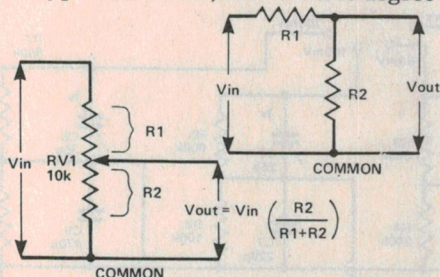 R1
Vin
R2
Vout
COMMON
Vin
RV1
10k
R1
R2
Vout = Vin (R2/R1+R2)
COMMON